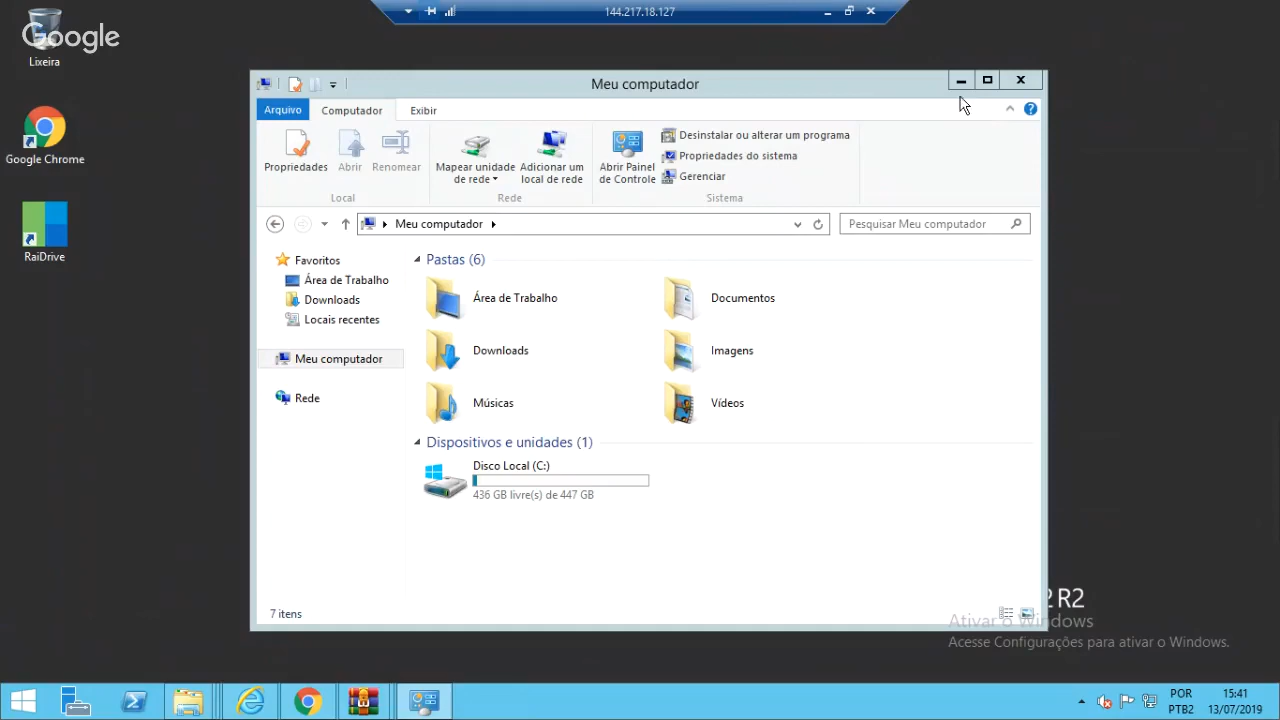 144.217.18.127
Google
Lixeira
Google Chrome
RaiDrive
Meu computador
Arquivo
Computador
Exibir
Propriedades
Abrir
Renomear
Mapear unidade
de rede
Adicionar um
local de rede
Abrir Painel
de Controle
Desinstalar ou alterar um programa
Propriedades do sistema
Gerenciar
Local
Rede
Sistema
Meu computador
Pesquisar Meu computador
Favoritos
Área de Trabalho
Downloads
Locais recentes
Meu computador
Rede
Pastas (6)
Área de Trabalho
Documentos
Downloads
Imagens
Músicas
Vídeos
Dispositivos e unidades (1)
Disco Local (C:)
436 GB livre(s) de 447 GB
7 itens
2 R2
Ativar o Windows
Acesse Configurações para ativar o Windows.
POR
PTB2
15:41
13/07/2019